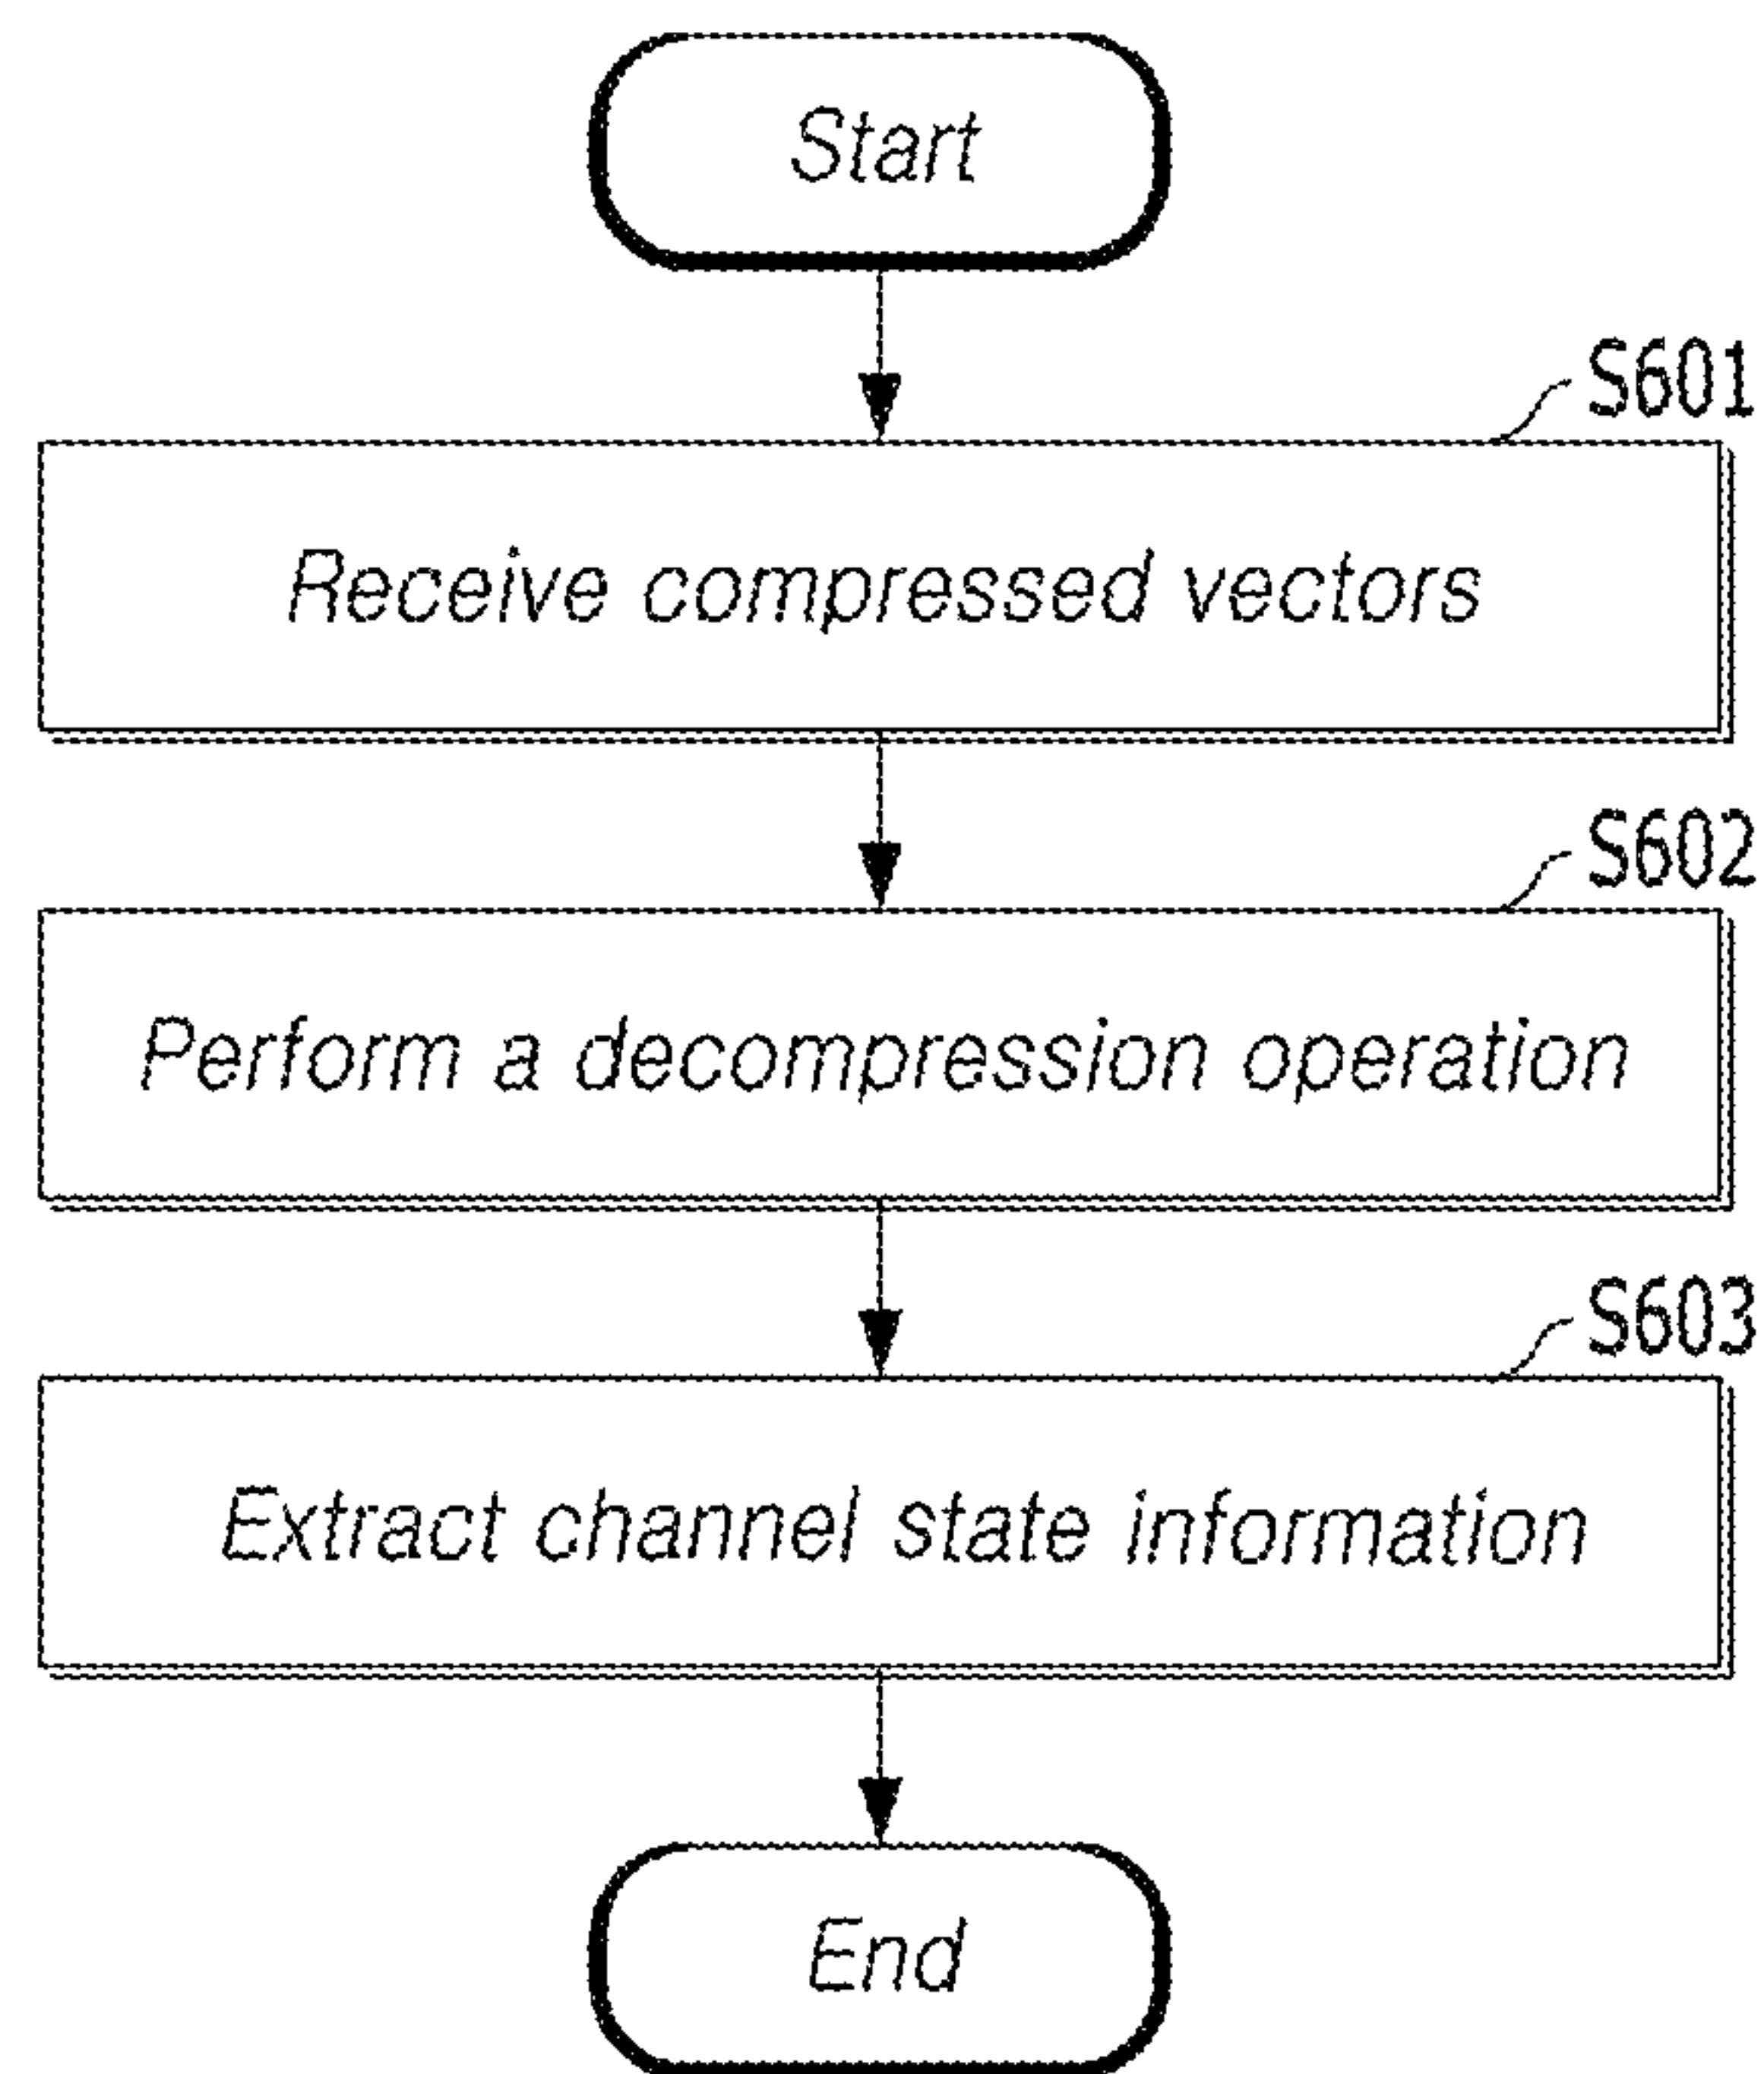 Start
S601
Receive compressed vectors
S602
Perform a decompression operation
S603
Extract channel state information
End